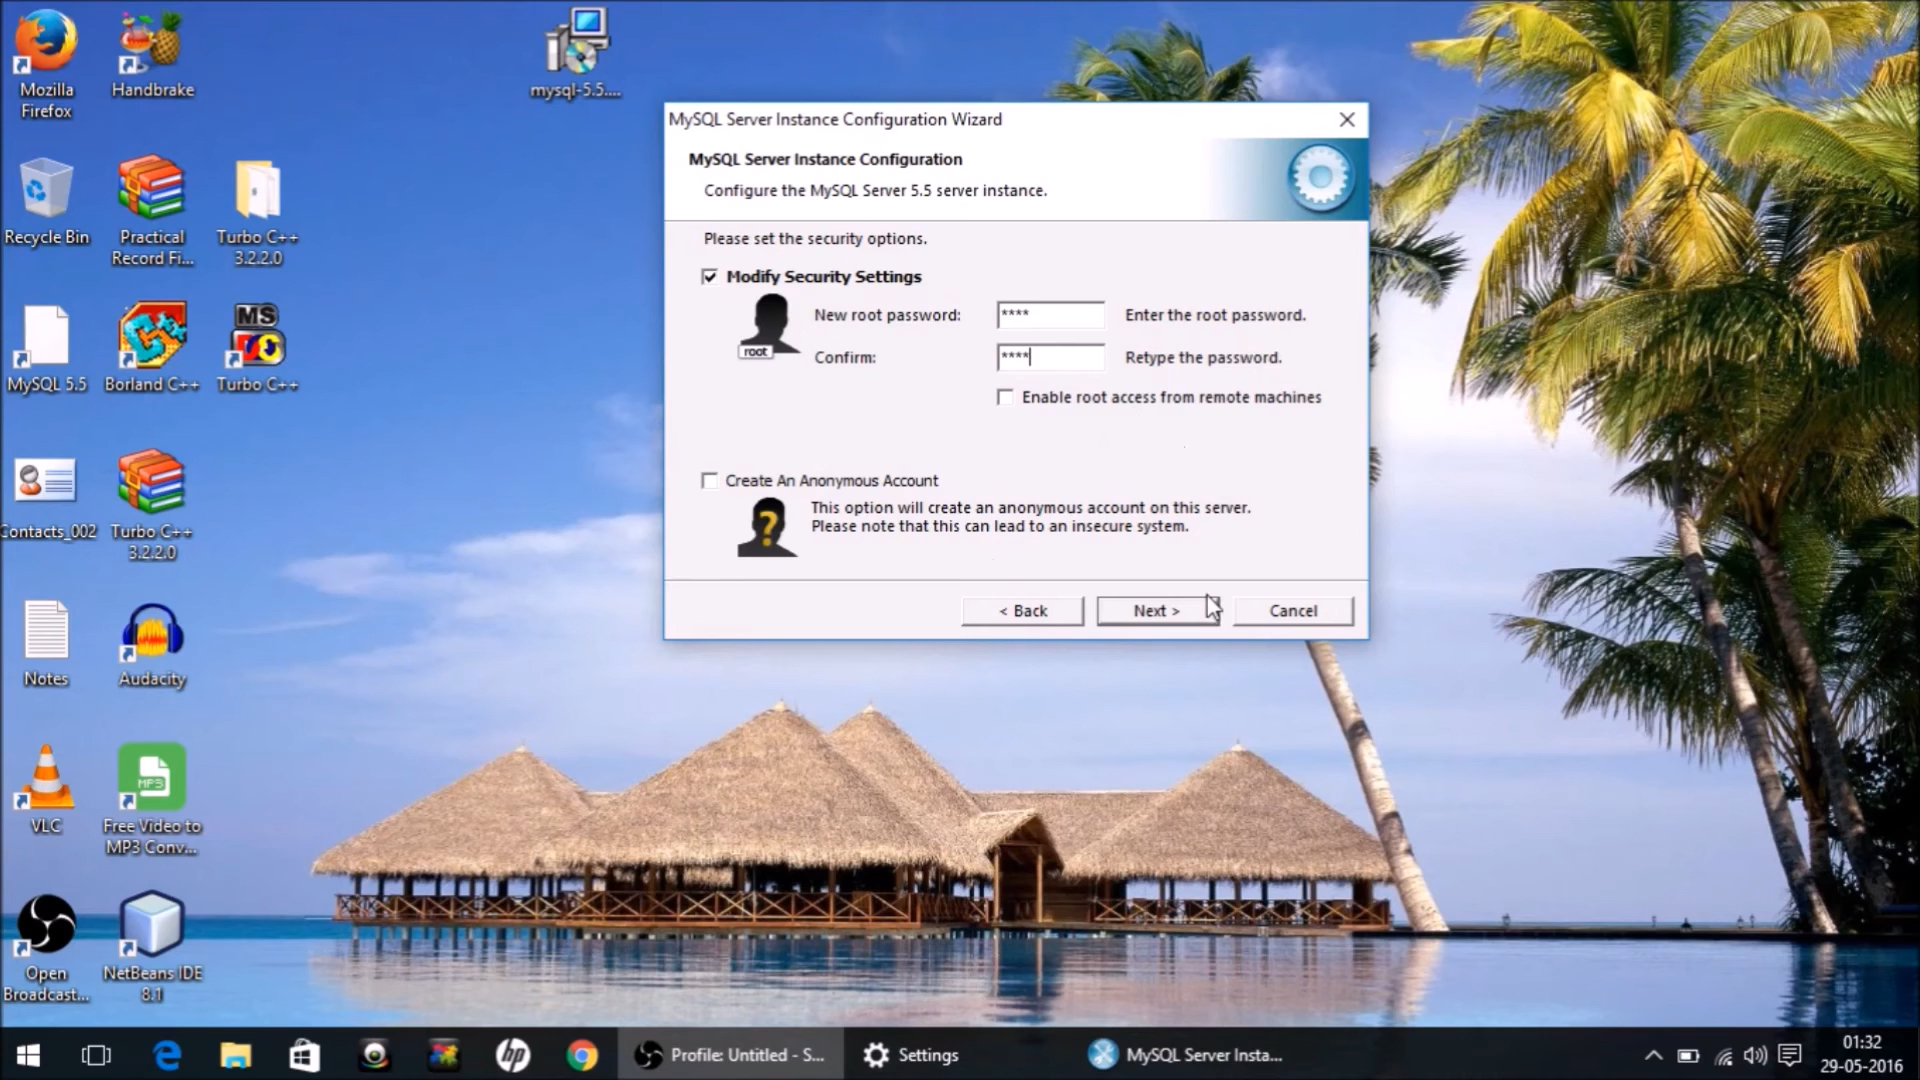 Mozilla
Firefox
Handbrake
mysql-5.5....
Recycle Bin
Practical
Record Fi...
Turbo C++
3.2.2.0
MySQL 5.5
Borland C++
MS
Turbo C++
Contacts_002
Turbo C++
3.2.2.0
Notes
Audacity
VLC
MP3
Free Video to
MP3 Conv...
Open
Broadcast...
NetBeans IDE
8.1
MySQL Server Instance Configuration Wizard
MySQL Server Instance Configuration
Configure the MySQL Server 5.5 server instance.
Please set the security options.
Modify Security Settings
root
New root password:
****
Enter the root password.
Confirm:
****
Retype the password.
Enable root access from remote machines
Create An Anonymous Account
?
This option will create an anonymous account on this server.
Please note that this can lead to an insecure system.
< Back
Next >
Cancel
hp
Profile: Untitled - S...
Settings
MySQL Server Insta...
01:32
29-05-2016